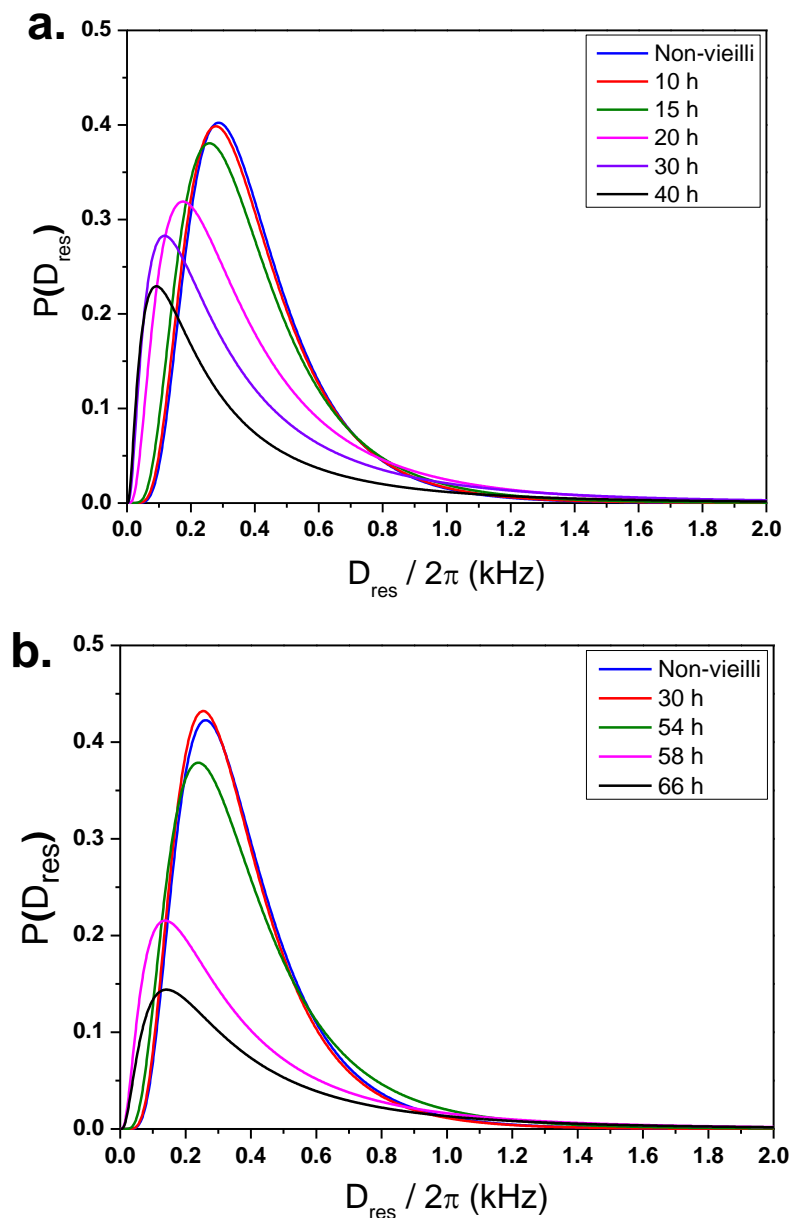 a.
0.5
0.4
0.3
0.2
0.1
0.0
P(D_res)
Non-vieilli
10 h
15 h
20 h
30 h
40 h
0.0 0.2 0.4 0.6 0.8 1.0 1.2 1.4 1.6 1.8 2.0
D_res / 2π (kHz)
b.
0.5
0.4
0.3
0.2
0.1
0.0
P(D_res)
Non-vieilli
30 h
54 h
58 h
66 h
0.0 0.2 0.4 0.6 0.8 1.0 1.2 1.4 1.6 1.8 2.0
D_res / 2π (kHz)